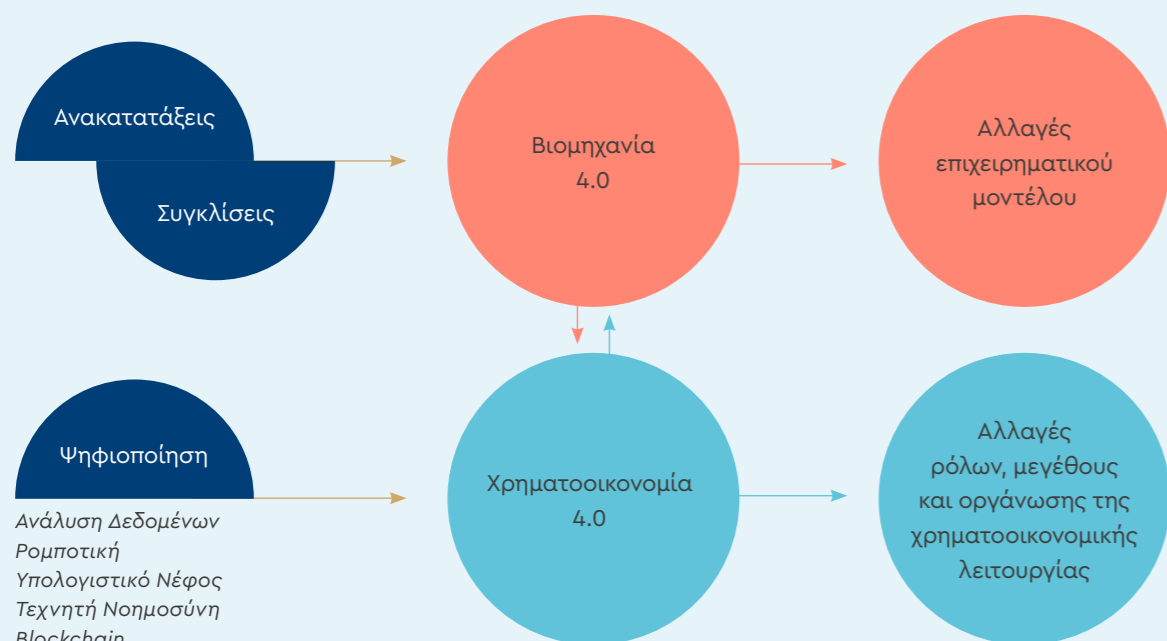 Ανακατατάξεις
Συγκλίσεις
Βιομηχανία
4.0
Αλλαγές
επιχειρηματικού
μοντέλου
Ψηφιοποίηση
Ανάλυση Δεδομένων
Ρομποτική
Υπολογιστικό Νέφος
Τεχνητή Νοημοσύνη
Blockchain
Χρηματοοικονομία
4.0
Αλλαγές
ρόλων, μεγέθους
και οργάνωσης της
χρηματοοικονομικής
λειτουργίας